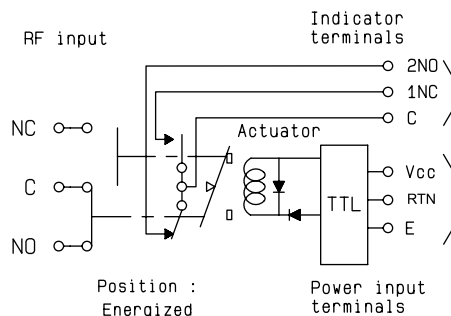 Indicator
terminals
RF input
2NO
1NC
C
Actuator
NC
C
NO
TTL
Vcc
RTN
E
Position :
Energized
Power input
terminals